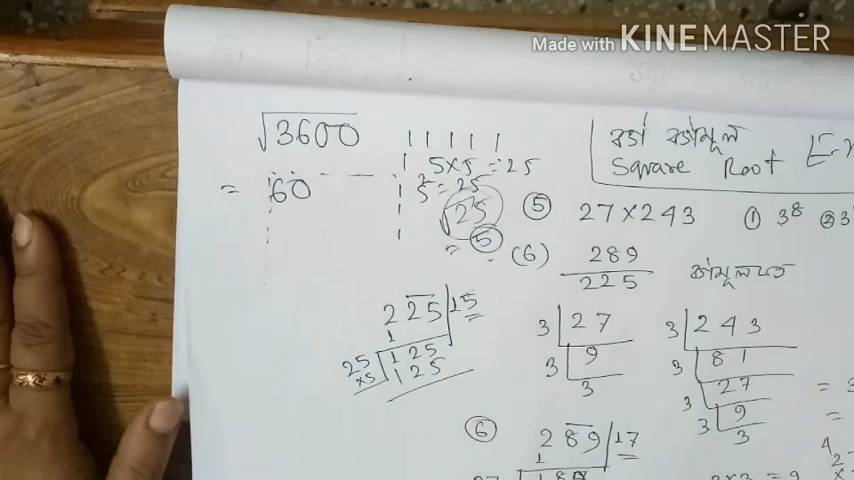 Made with KINEMASTER
√3600
= 60
5×5 = 25
5² = 25
√25
= 5
বর্গ বর্গমূল
Square Root
⑤ 27×243 ① 3⁸ ② 3
(6) 289/225
225 | 15
1
25 | 125
×5 | 125
3 | 27
3 | 9
3
3 | 243
3 | 81
3 | 27
3 | 9
3
⑥ 289 | 17
1